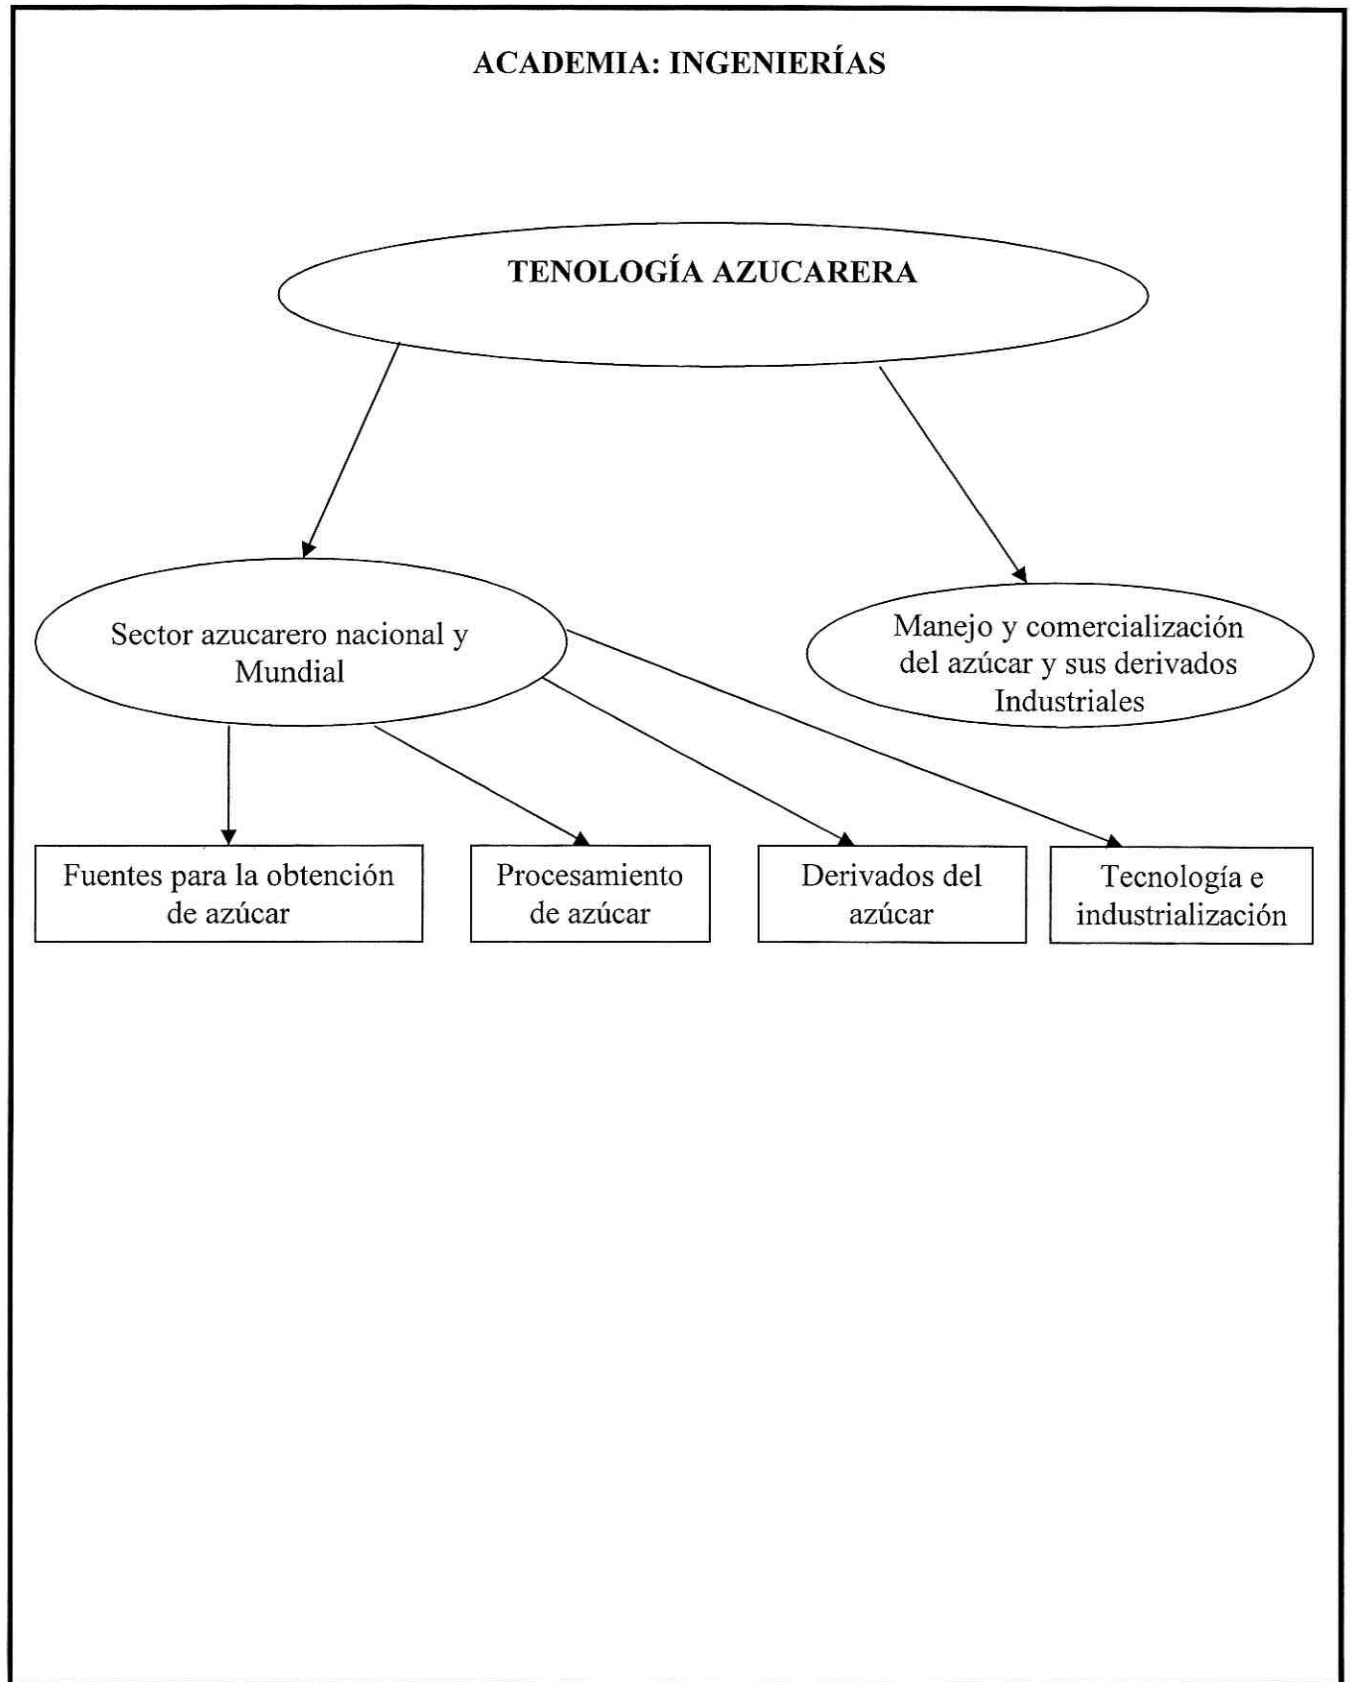 ACADEMIA: INGENIERÍAS
TENOLOGÍA AZUCARERA
Sector azucarero nacional y
Mundial
Manejo y comercialización
del azúcar y sus derivados
Industriales
Fuentes para la obtención
de azúcar
Procesamiento
de azúcar
Derivados del
azúcar
Tecnología e
industrialización